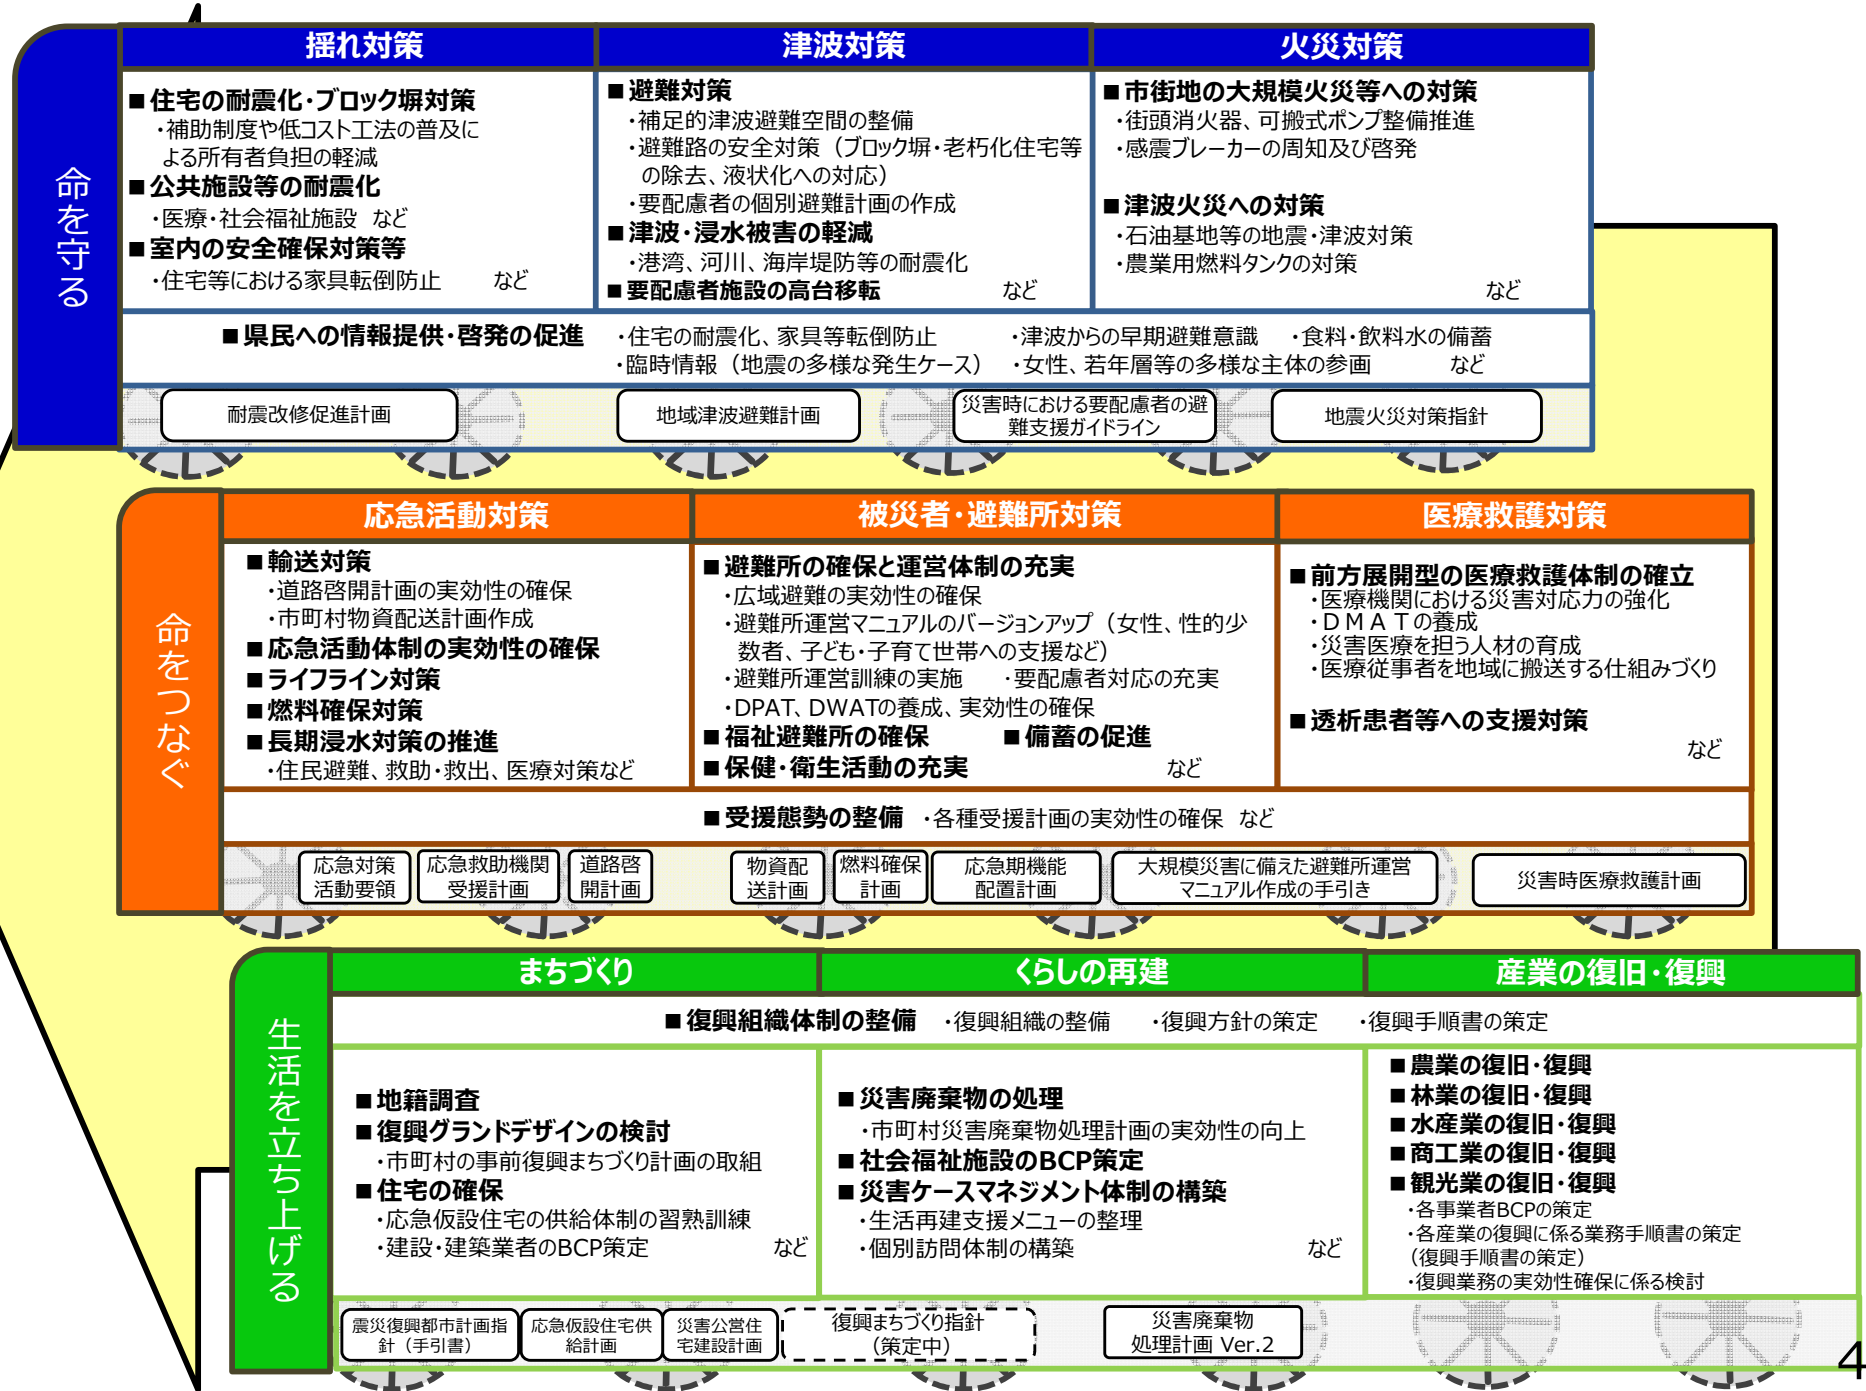 命を守る
揺れ対策
■住宅の耐震化・ブロック塀対策
・補助制度や低コスト工法の普及に
よる所有者負担の軽減
■公共施設等の耐震化
・医療・社会福祉施設 など
■室内の安全確保対策等
・住宅等における家具転倒防止 など
津波対策
■避難対策
・補足的津波避難空間の整備
・避難路の安全対策（ブロック塀・老朽化住宅等
の除去、液状化への対応）
・要配慮者の個別避難計画の作成
■津波・浸水被害の軽減
・港湾、河川、海岸堤防等の耐震化
■要配慮者施設の高台移転 など
火災対策
■市街地の大規模火災等への対策
・街頭消火器、可搬式ポンプ整備推進
・感震ブレーカーの周知及び啓発
■津波火災への対策
・石油基地等の地震・津波対策
・農業用燃料タンクの対策
など
■県民への情報提供・啓発の促進 ・住宅の耐震化、家具等転倒防止 ・津波からの早期避難意識 ・食料・飲料水の備蓄
・臨時情報（地震の多様な発生ケース） ・女性、若年層等の多様な主体の参画 など
耐震改修促進計画
地域津波避難計画
災害時における要配慮者の避
難支援ガイドライン
地震火災対策指針
命をつなぐ
応急活動対策
■輸送対策
・道路啓開計画の実効性の確保
・市町村物資配送計画作成
■応急活動体制の実効性の確保
■ライフライン対策
■燃料確保対策
■長期浸水対策の推進
・住民避難、救助・救出、医療対策など
被災者・避難所対策
■避難所の確保と運営体制の充実
・広域避難の実効性の確保
・避難所運営マニュアルのバージョンアップ（女性、性的少
数者、子ども・子育て世帯への支援など）
・避難所運営訓練の実施 ・要配慮者対応の充実
・DPAT、DWATの養成、実効性の確保
■福祉避難所の確保 ■備蓄の促進
■保健・衛生活動の充実 など
医療救護対策
■前方展開型の医療救護体制の確立
・医療機関における災害対応力の強化
・ＤＭＡＴの養成
・災害医療を担う人材の育成
・医療従事者を地域に搬送する仕組みづくり
■透析患者等への支援対策
など
■受援態勢の整備 ・各種受援計画の実効性の確保 など
応急対策
活動要領
応急救助機関
受援計画
道路啓
開計画
物資配
送計画
燃料確保
計画
応急期機能
配置計画
大規模災害に備えた避難所運営
マニュアル作成の手引き
災害時医療救護計画
生活を立ち上げる
まちづくり
くらしの再建
産業の復旧・復興
■復興組織体制の整備 ・復興組織の整備 ・復興方針の策定 ・復興手順書の策定
■地籍調査
■復興グランドデザインの検討
・市町村の事前復興まちづくり計画の取組
■住宅の確保
・応急仮設住宅の供給体制の習熟訓練
・建設・建築業者のBCP策定 など
■災害廃棄物の処理
・市町村災害廃棄物処理計画の実効性の向上
■社会福祉施設のBCP策定
■災害ケースマネジメント体制の構築
・生活再建支援メニューの整理
・個別訪問体制の構築 など
■農業の復旧・復興
■林業の復旧・復興
■水産業の復旧・復興
■商工業の復旧・復興
■観光業の復旧・復興
・各事業者BCPの策定
・各産業の復興に係る業務手順書の策定
（復興手順書の策定）
・復興業務の実効性確保に係る検討
震災復興都市計画指
針（手引書）
応急仮設住宅供
給計画
災害公営住
宅建設計画
復興まちづくり指針
（策定中）
災害廃棄物
処理計画 Ver.2
4